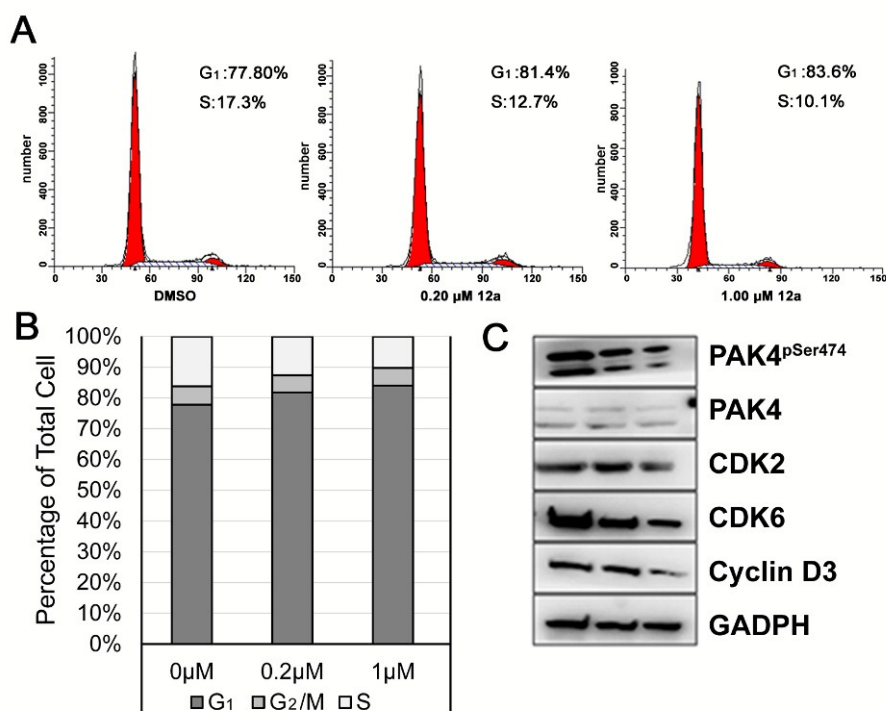 A
G1:77.80%
S:17.3%
number
1000
800
600
400
200
0
0
30
60
90
120
150
DMSO
G1:81.4%
S:12.7%
number
1000
800
600
400
200
0
0
30
60
90
120
150
0.20 µM 12a
G1:83.6%
S:10.1%
number
1000
800
600
400
200
0
0
30
60
90
120
150
1.00 µM 12a
B
Percentage of Total Cell
100%
90%
80%
70%
60%
50%
40%
30%
20%
10%
0%
0µM
0.2µM
1µM
G1 G2/M S
C
PAK4pSer474
PAK4
CDK2
CDK6
Cyclin D3
GADPH